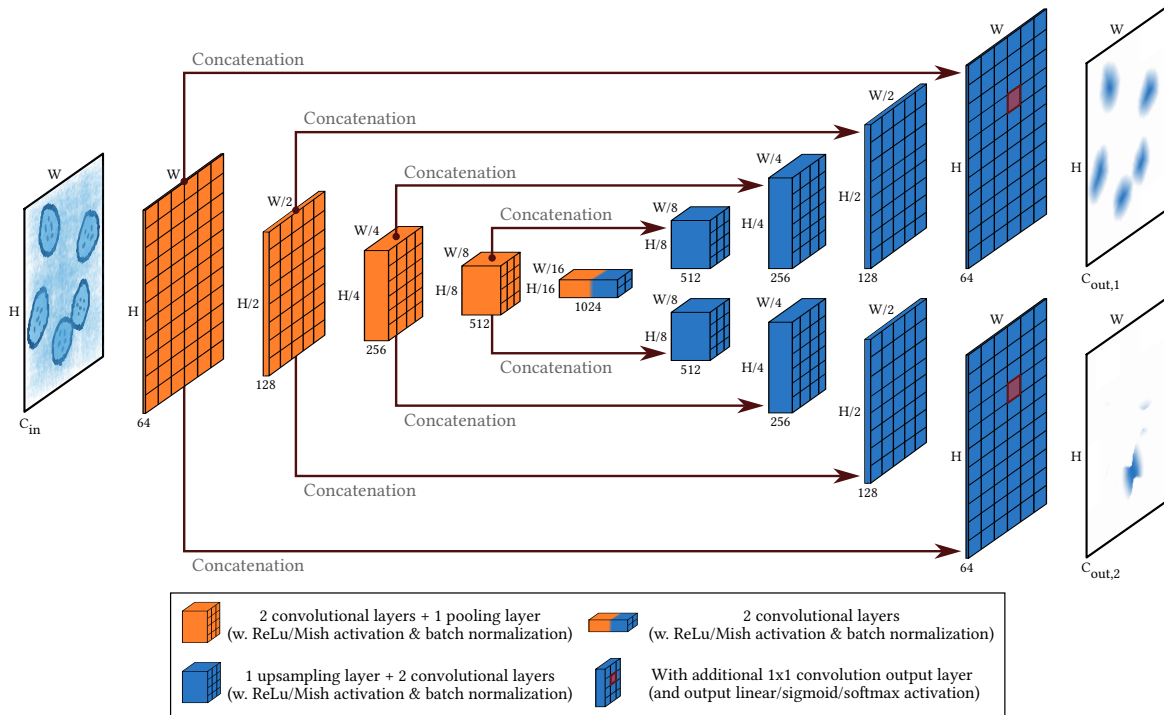 Concatenation
W
H
C_out,1
64
Concatenation
W/2
H/2
128
Concatenation
W/4
H/4
256
Concatenation
W/8
H/8
512
W
H
C_in
W
H
64
W/2
H/2
128
W/4
H/4
256
W/8
H/8
512
W/16
H/16
1024
W/8
H/8
512
Concatenation
W/4
H/4
256
Concatenation
W/2
H/2
128
Concatenation
W
H
64
Concatenation
W
H
C_out,2
W
H
2 convolutional layers + 1 pooling layer
(w. ReLu/Mish activation & batch normalization)
2 convolutional layers
(w. ReLu/Mish activation & batch normalization)
1 upsampling layer + 2 convolutional layers
(w. ReLu/Mish activation & batch normalization)
With additional 1x1 convolution output layer
(and output linear/sigmoid/softmax activation)